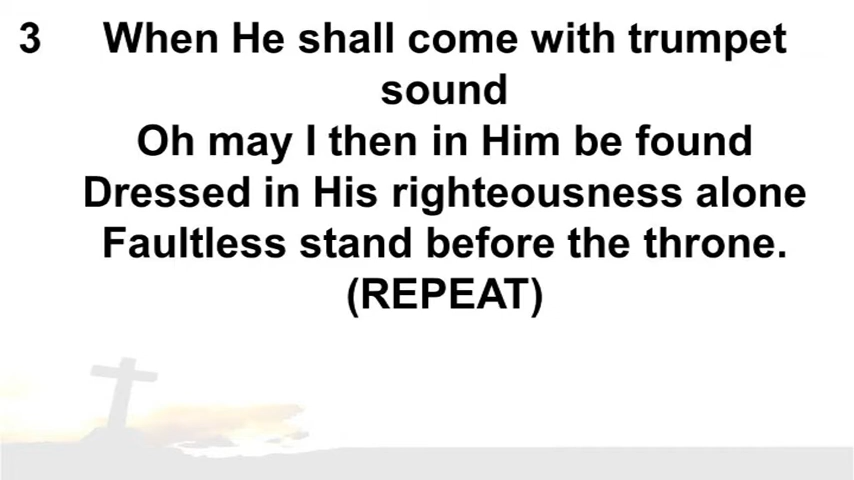 3 When He shall come with trumpet
sound
Oh may I then in Him be found
Dressed in His righteousness alone
Faultless stand before the throne.
(REPEAT)